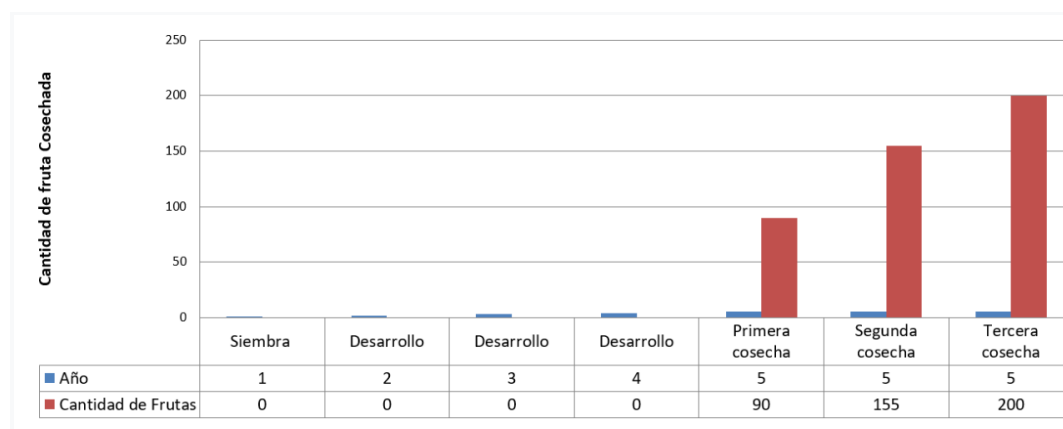 Cantidad de fruta Cosechada
250
200
150
100
50
0
Siembra Desarrollo Desarrollo Desarrollo Primera cosecha Segunda cosecha Tercera cosecha
Año 1 2 3 4 5 5 5
Cantidad de Frutas 0 0 0 0 90 155 200